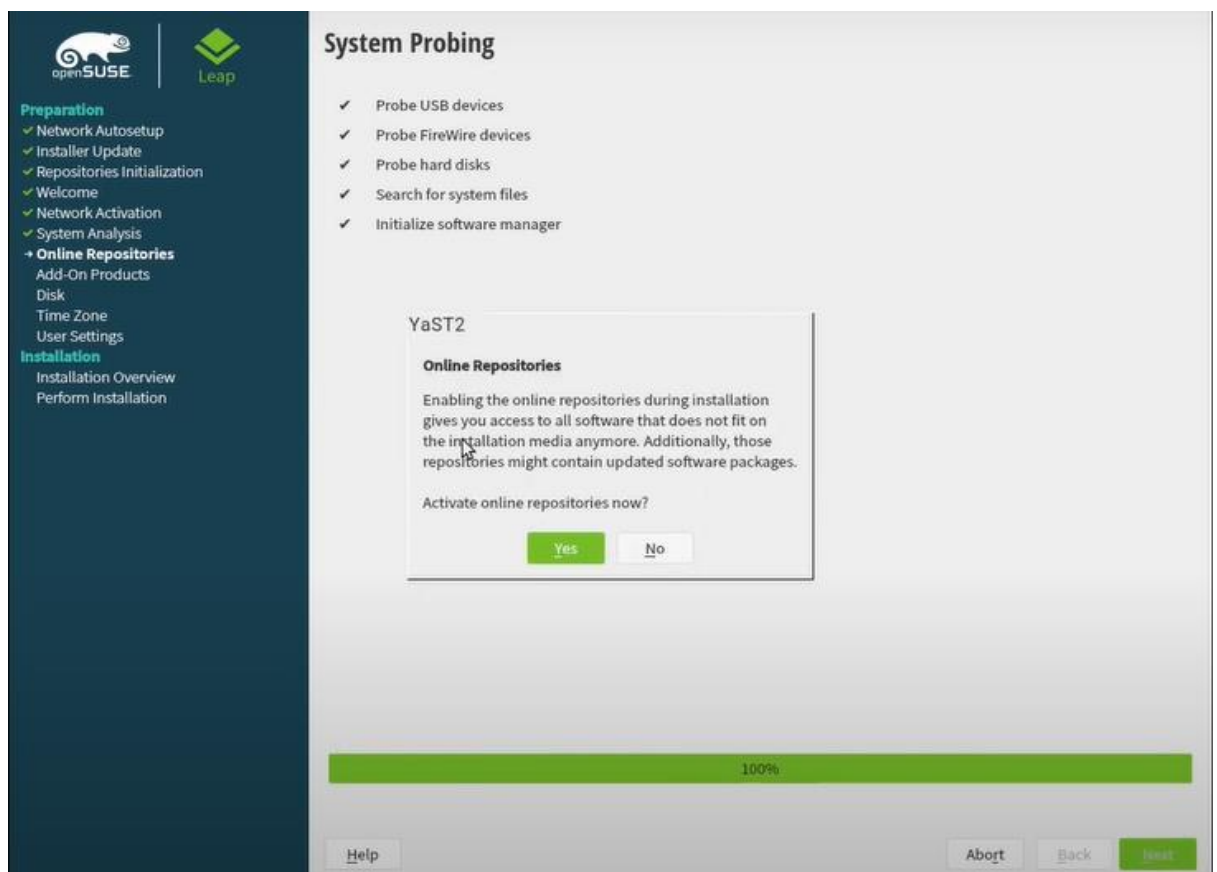 openSUSE
Leap
Preparation
Network Autosetup
Installer Update
Repositories Initialization
Welcome
Network Activation
System Analysis
Online Repositories
Add-On Products
Disk
Time Zone
User Settings
Installation
Installation Overview
Perform Installation
System Probing
Probe USB devices
Probe FireWire devices
Probe hard disks
Search for system files
Initialize software manager
YaST2
Online Repositories
Enabling the online repositories during installation
gives you access to all software that does not fit on
the installation media anymore. Additionally, those
repositories might contain updated software packages.
Activate online repositories now?
Yes No
100%
Help Abort Back Next